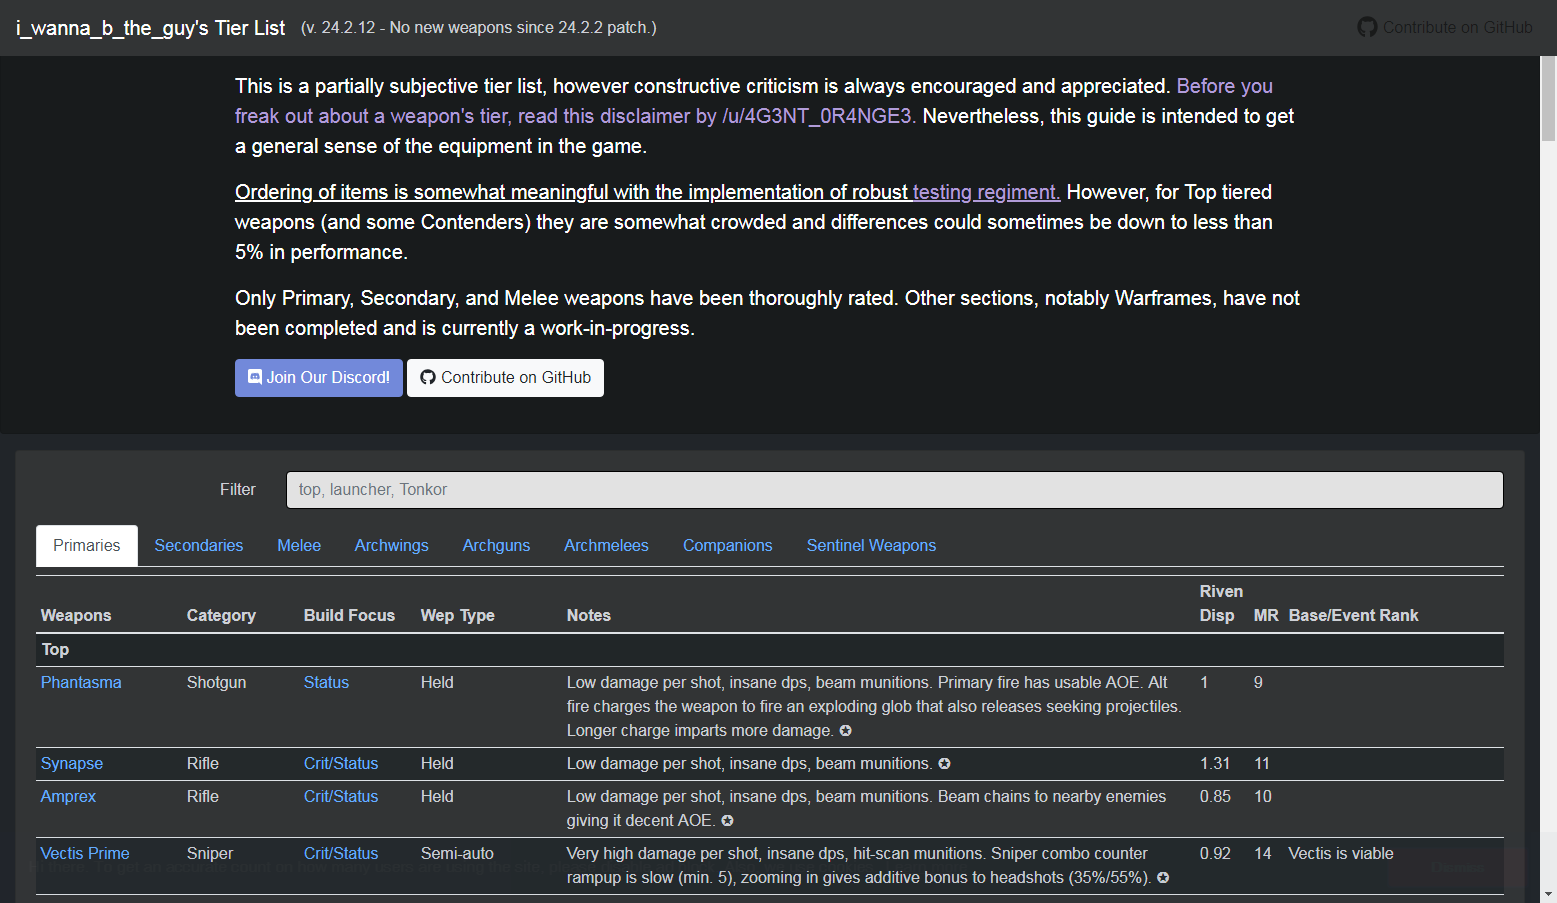 i_wanna_b_the_guy's Tier List (v. 24.2.12 - No new weapons since 24.2.2 patch.) Contribute on GitHub
This is a partially subjective tier list, however constructive criticism is always encouraged and appreciated. Before you
freak out about a weapon's tier, read this disclaimer by /u/4G3NT_0R4NGE3. Nevertheless, this guide is intended to get
a general sense of the equipment in the game.
Ordering of items is somewhat meaningful with the implementation of robust testing regiment. However, for Top tiered
weapons (and some Contenders) they are somewhat crowded and differences could sometimes be down to less than
5% in performance.
Only Primary, Secondary, and Melee weapons have been thoroughly rated. Other sections, notably Warframes, have not
been completed and is currently a work-in-progress.
Join Our Discord! Contribute on GitHub
Filter top, launcher, Tonkor
Primaries Secondaries Melee Archwings Archguns Archmelees Companions Sentinel Weapons
Riven
Weapons Category Build Focus Wep Type Notes Disp MR Base/Event Rank
Top
Phantasma Shotgun Status Held Low damage per shot, insane dps, beam munitions. Primary fire has usable AOE. Alt 1 9
fire charges the weapon to fire an exploding glob that also releases seeking projectiles.
Longer charge imparts more damage.
Synapse Rifle Crit/Status Held Low damage per shot, insane dps, beam munitions. 1.31 11
Amprex Rifle Crit/Status Held Low damage per shot, insane dps, beam munitions. Beam chains to nearby enemies 0.85 10
giving it decent AOE.
Vectis Prime Sniper Crit/Status Semi-auto Very high damage per shot, insane dps, hit-scan munitions. Sniper combo counter 0.92 14 Vectis is viable
rampup is slow (min. 5), zooming in gives additive bonus to headshots (35%/55%).